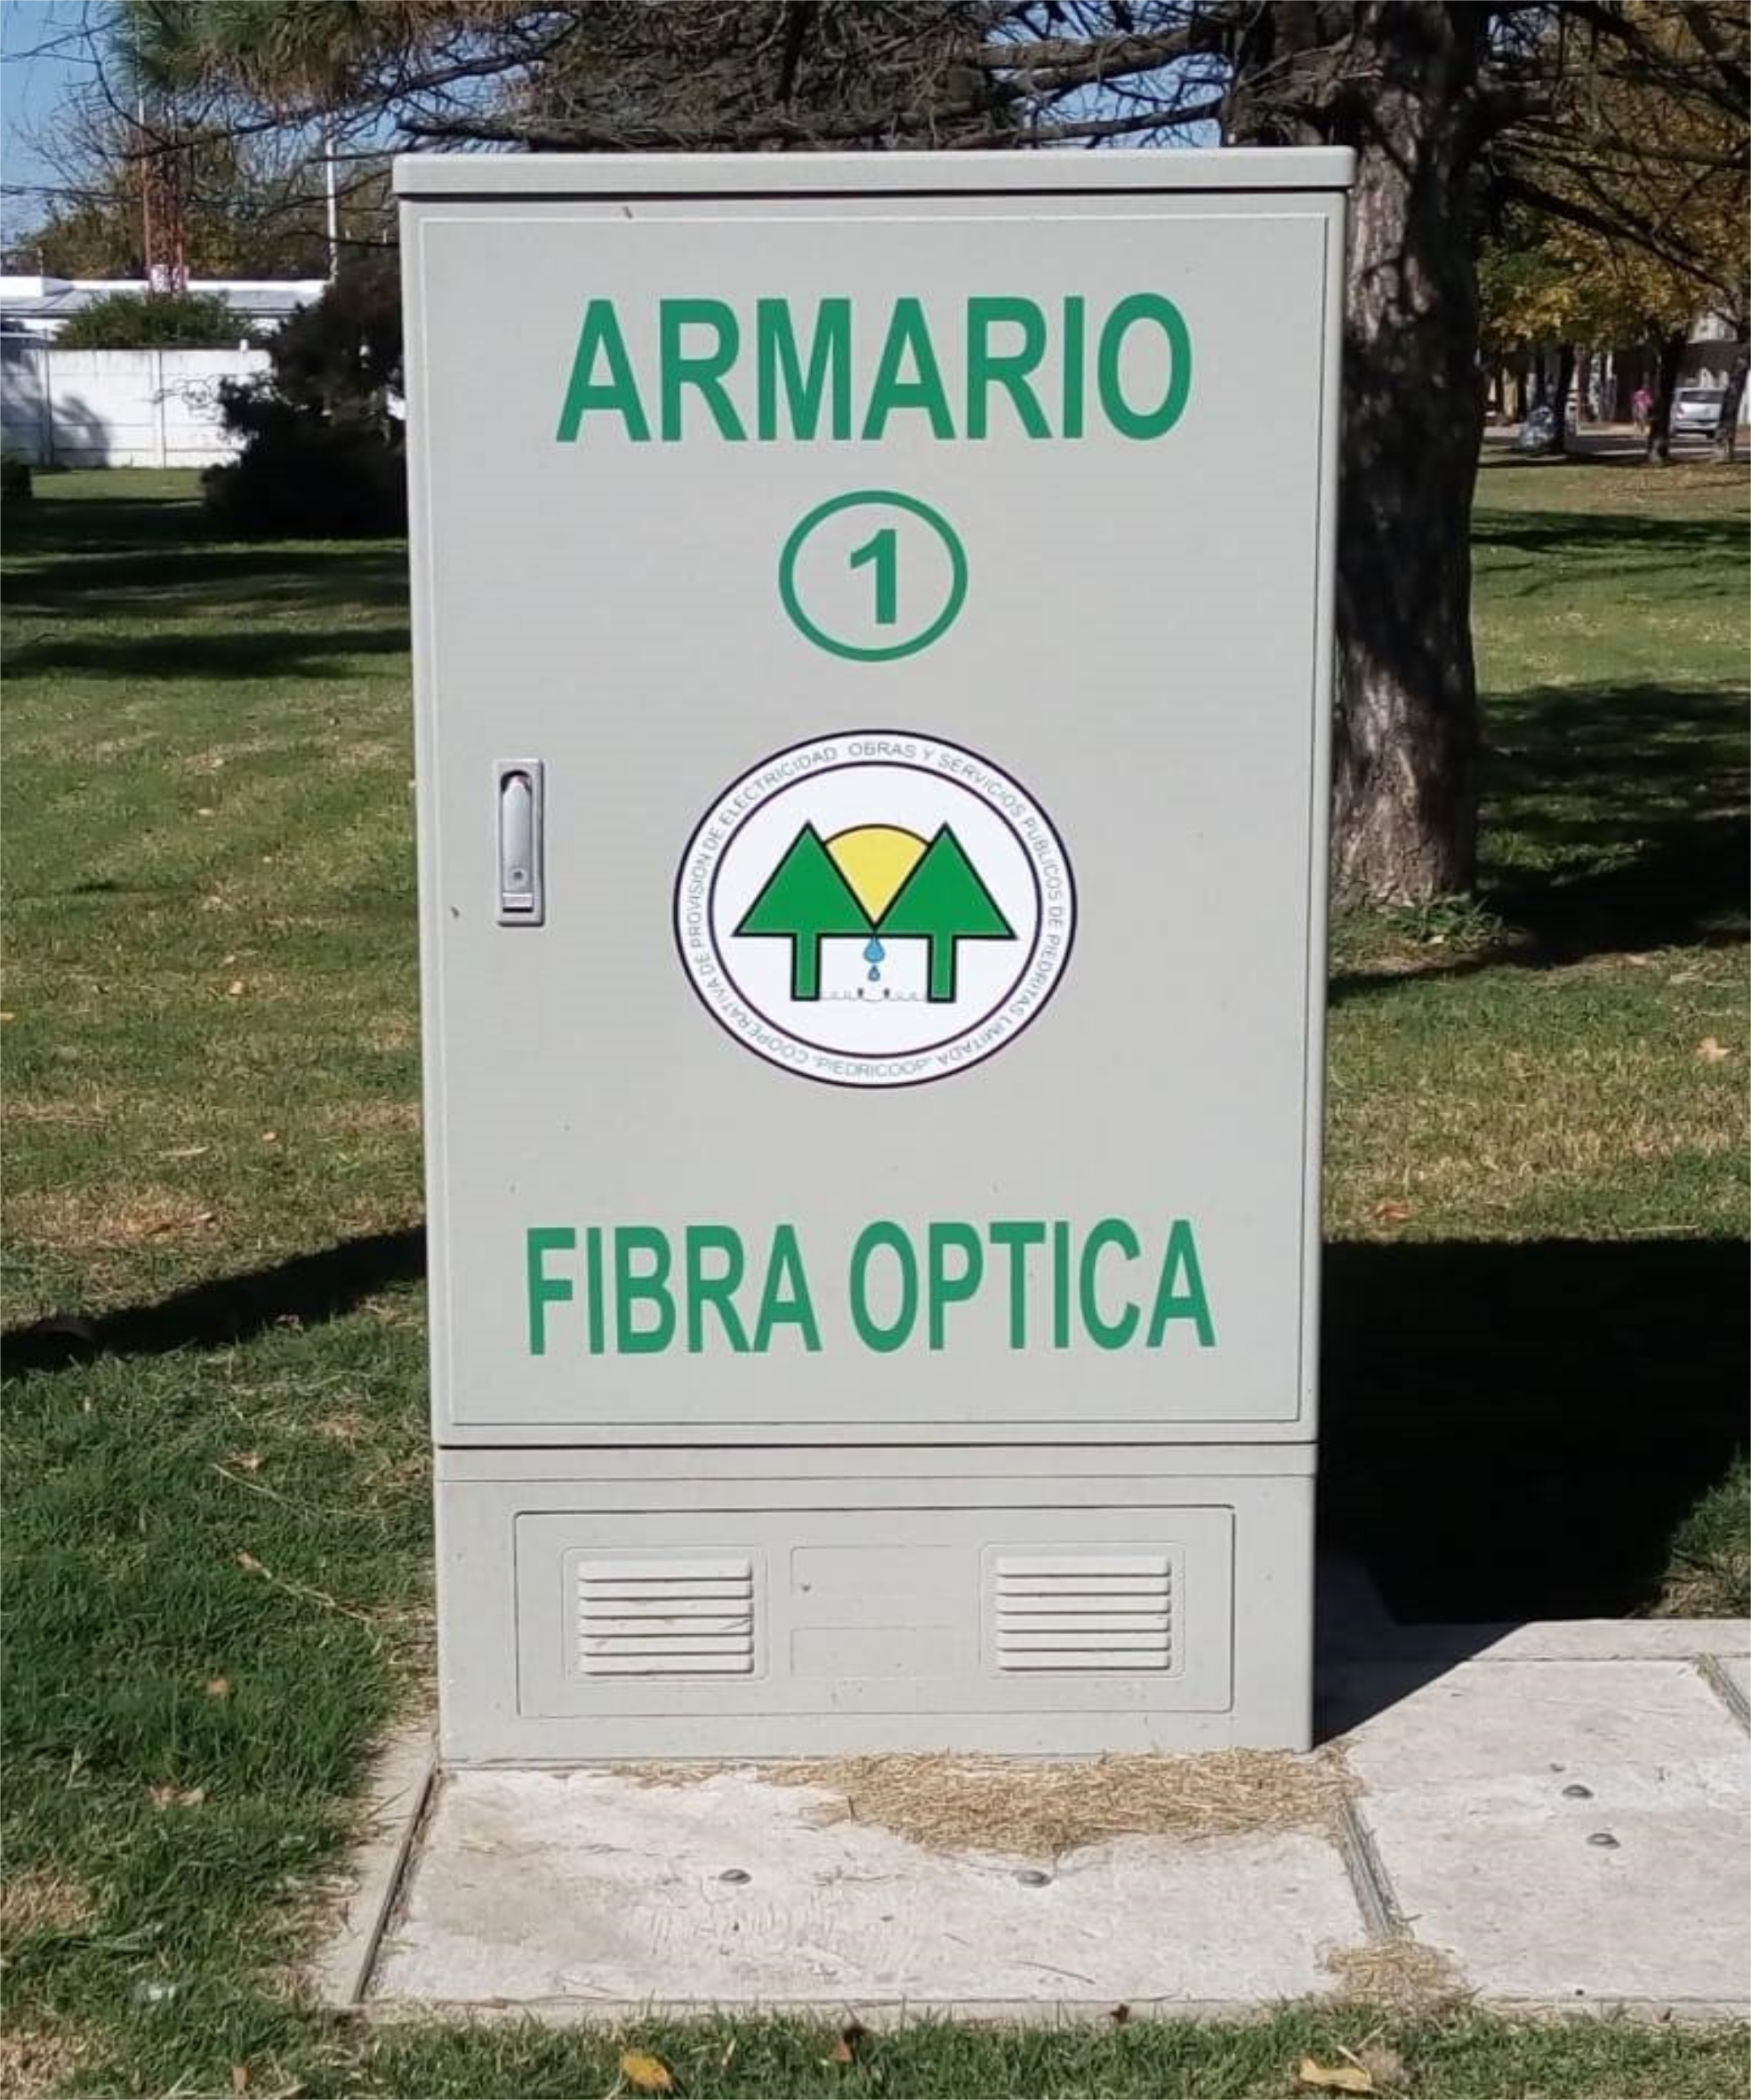 ARMARIO
1
COOPERATIVA DE PROVISION DE ELECTRICIDAD OBRAS Y SERVICIOS PUBLICOS DE PIEDRITAS LIMITADA
"PIEDRICOOP"
FIBRA OPTICA